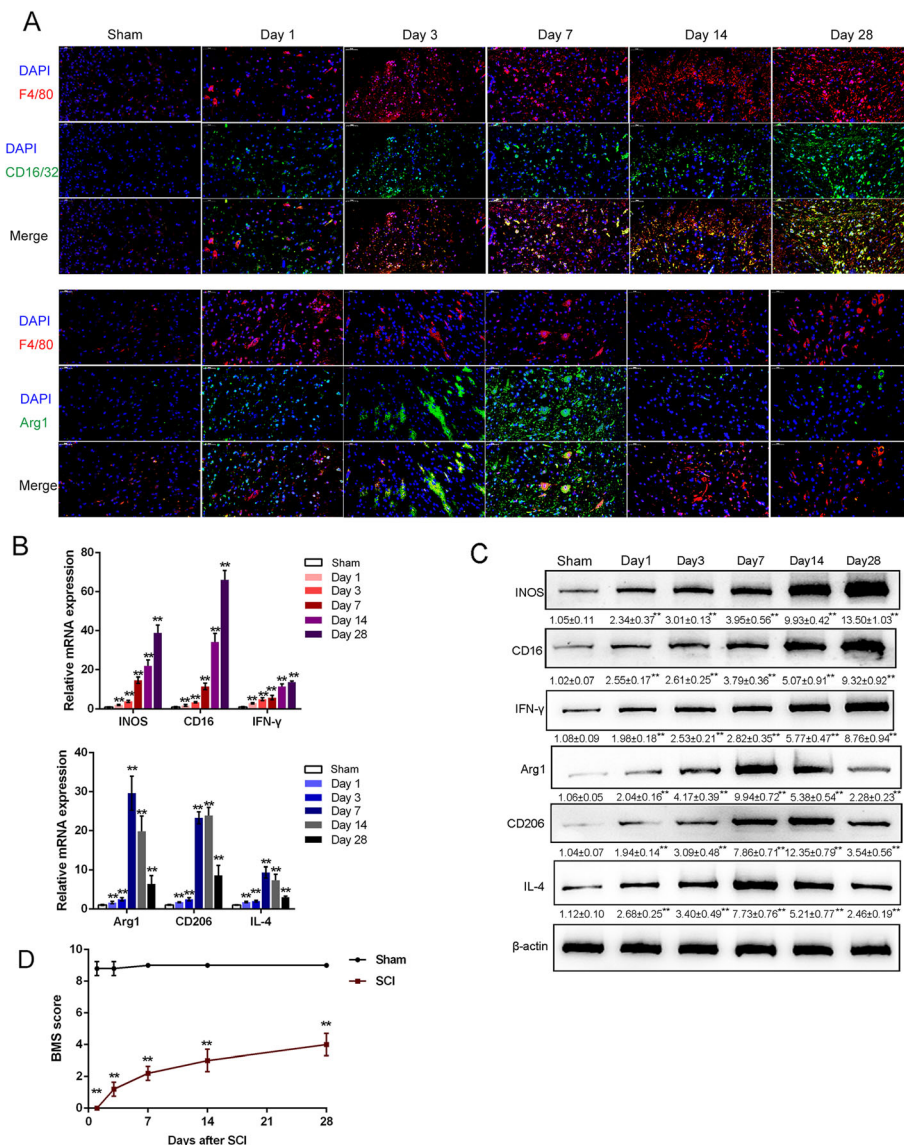 A
Sham Day 1 Day 3 Day 7 Day 14 Day 28
DAPI
F4/80
DAPI
CD16/32
Merge
DAPI
F4/80
DAPI
Arg1
Merge
B
Relative mRNA expression
80
60
40
20
0
** ** ** ** **
** ** ** ** **
** ** ** ** **
INOS CD16 IFN-γ
Sham
Day 1
Day 3
Day 7
Day 14
Day 28
Relative mRNA expression
40
30
20
10
0
** ** ** ** **
** ** ** ** **
** ** ** ** **
Arg1 CD206 IL-4
Sham
Day 1
Day 3
Day 7
Day 14
Day 28
C
Sham Day1 Day3 Day7 Day14 Day28
INOS
1.05±0.11 2.34±0.37** 3.01±0.13** 3.95±0.56** 9.93±0.42** 13.50±1.03**
CD16
1.02±0.07 2.55±0.17** 2.61±0.25** 3.79±0.36** 5.07±0.91** 9.32±0.92**
IFN-γ
1.08±0.09 1.98±0.18** 2.53±0.21** 2.82±0.35** 5.77±0.47** 8.76±0.94**
Arg1
1.06±0.05 2.04±0.16** 4.17±0.39** 9.94±0.72** 5.38±0.54** 2.28±0.23**
CD206
1.04±0.07 1.94±0.14** 3.09±0.48** 7.86±0.71** 12.35±0.79** 3.54±0.56**
IL-4
1.12±0.10 2.68±0.25** 3.40±0.49** 7.73±0.76** 5.21±0.77** 2.46±0.19**
β-actin
D
BMS score
10
8
6
4
2
0
** ** ** ** **
0 7 14 21 28
Days after SCI
Sham
SCI